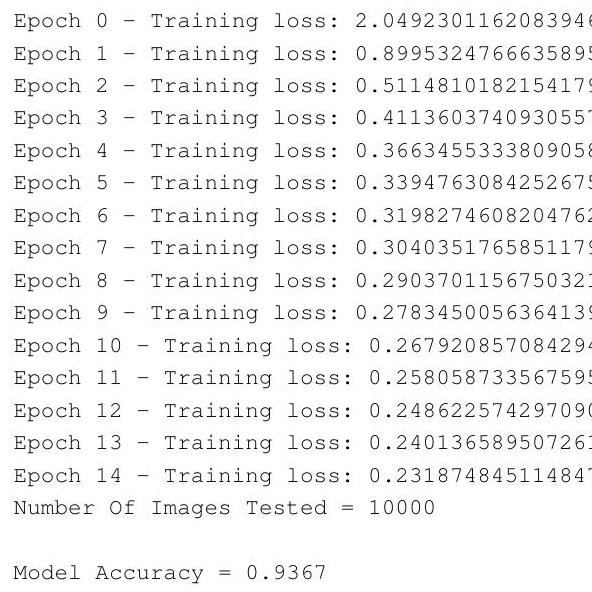 Epoch 0 - Training loss: 2.0492301162083946
Epoch 1 - Training loss: 0.8995324766635895
Epoch 2 - Training loss: 0.5114810182154179
Epoch 3 - Training loss: 0.4113603740930557
Epoch 4 - Training loss: 0.3663455333809058
Epoch 5 - Training loss: 0.3394763084252675
Epoch 6 - Training loss: 0.3198274608204762
Epoch 7 - Training loss: 0.3040351765851179
Epoch 8 - Training loss: 0.2903701156750321
Epoch 9 - Training loss: 0.2783450056364139
Epoch 10 - Training loss: 0.267920857084294
Epoch 11 - Training loss: 0.258058733567595
Epoch 12 - Training loss: 0.248622574297090
Epoch 13 - Training loss: 0.240136589507261
Epoch 14 - Training loss: 0.231874845114847
Number Of Images Tested = 10000
Model Accuracy = 0.9367